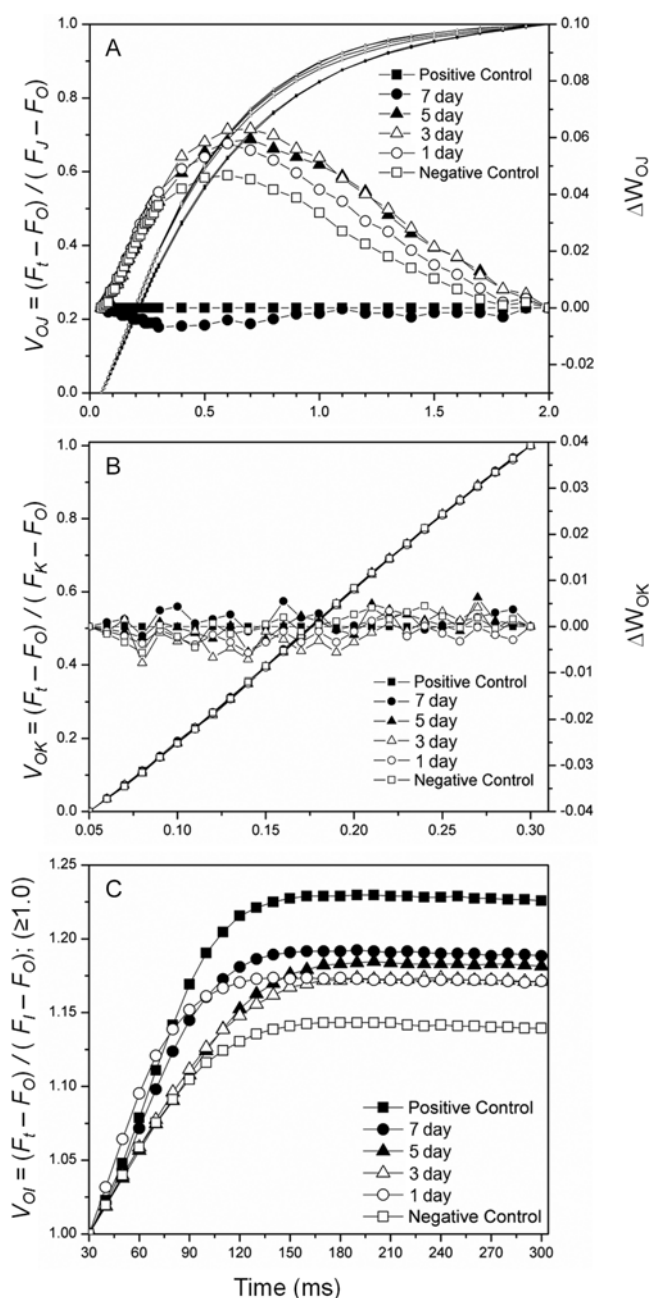 A
V_OJ = (F_t – F_O) / ( F_J – F_O)
1.0
0.8
0.6
0.4
0.2
0.0
0.10
0.08
0.06
0.04
0.02
0.00
-0.02
ΔW_OJ
Positive Control
7 day
5 day
3 day
1 day
Negative Control
0.0 0.5 1.0 1.5 2.0
B
V_OK = (F_t – F_O) / ( F_K – F_O)
1.0
0.8
0.6
0.4
0.2
0.0
0.04
0.03
0.02
0.01
0.00
-0.01
-0.02
-0.03
-0.04
ΔW_OK
Positive Control
7 day
5 day
3 day
1 day
Negative Control
0.05 0.10 0.15 0.20 0.25 0.30
C
V_OI = (F_t – F_O) / ( F_I – F_O); (≥1.0)
1.25
1.20
1.15
1.10
1.05
1.00
Positive Control
7 day
5 day
3 day
1 day
Negative Control
30 60 90 120 150 180 210 240 270 300
Time (ms)